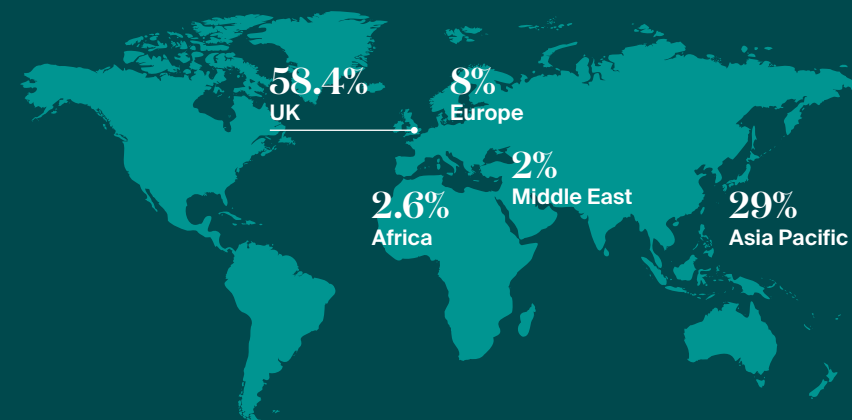 58.4%
UK
8%
Europe
2%
Middle East
2.6%
Africa
29%
Asia Pacific